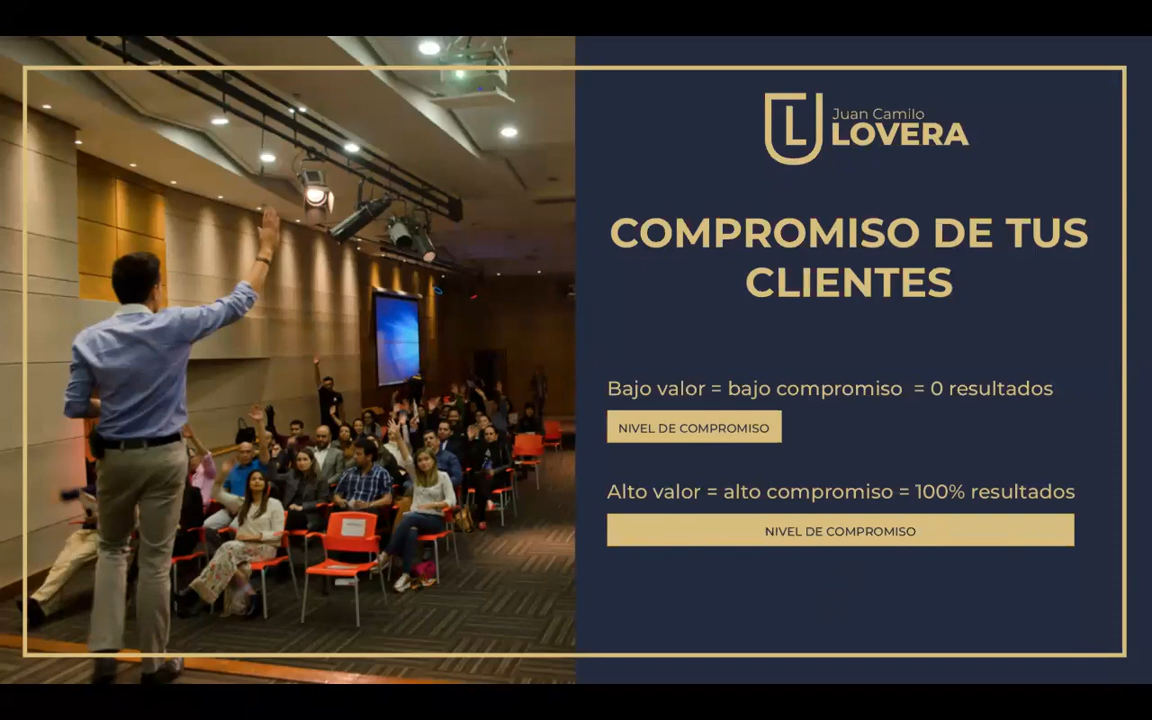 Juan Camilo
LOVERA
COMPROMISO DE TUS
CLIENTES
Bajo valor = bajo compromiso = 0 resultados
NIVEL DE COMPROMISO
Alto valor = alto compromiso = 100% resultados
NIVEL DE COMPROMISO